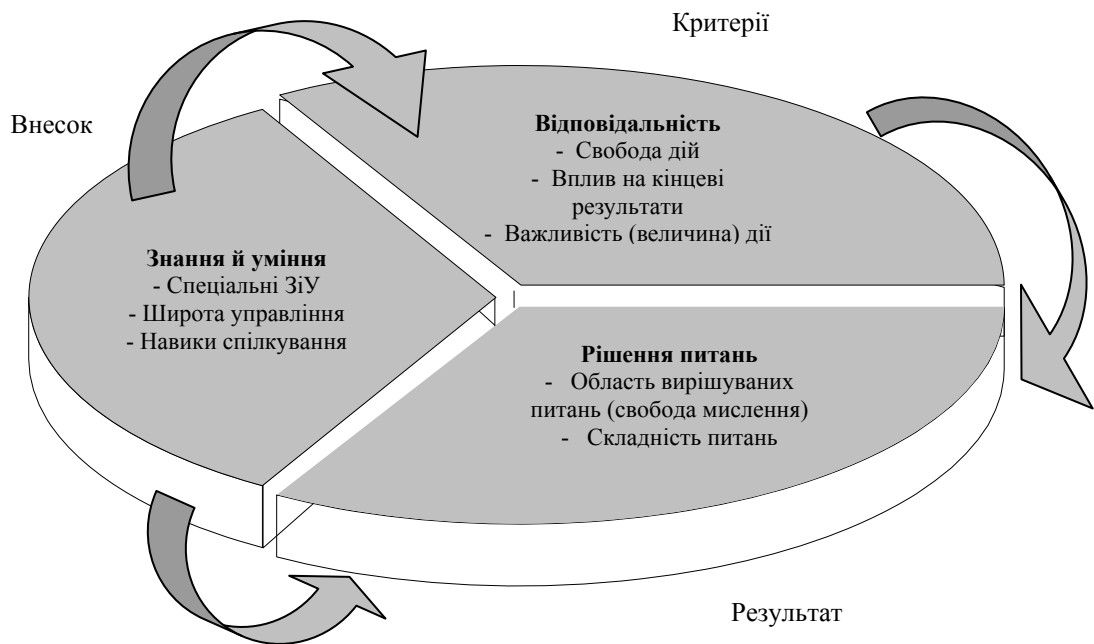 Критерії
Внесок
Відповідальність
- Свобода дій
- Вплив на кінцеві
результати
- Важливість (величина) дії
Знання й уміння
- Спеціальні ЗіУ
- Широта управління
- Навики спілкування
Рішення питань
- Область вирішуваних
питань (свобода мислення)
- Складність питань
Результат